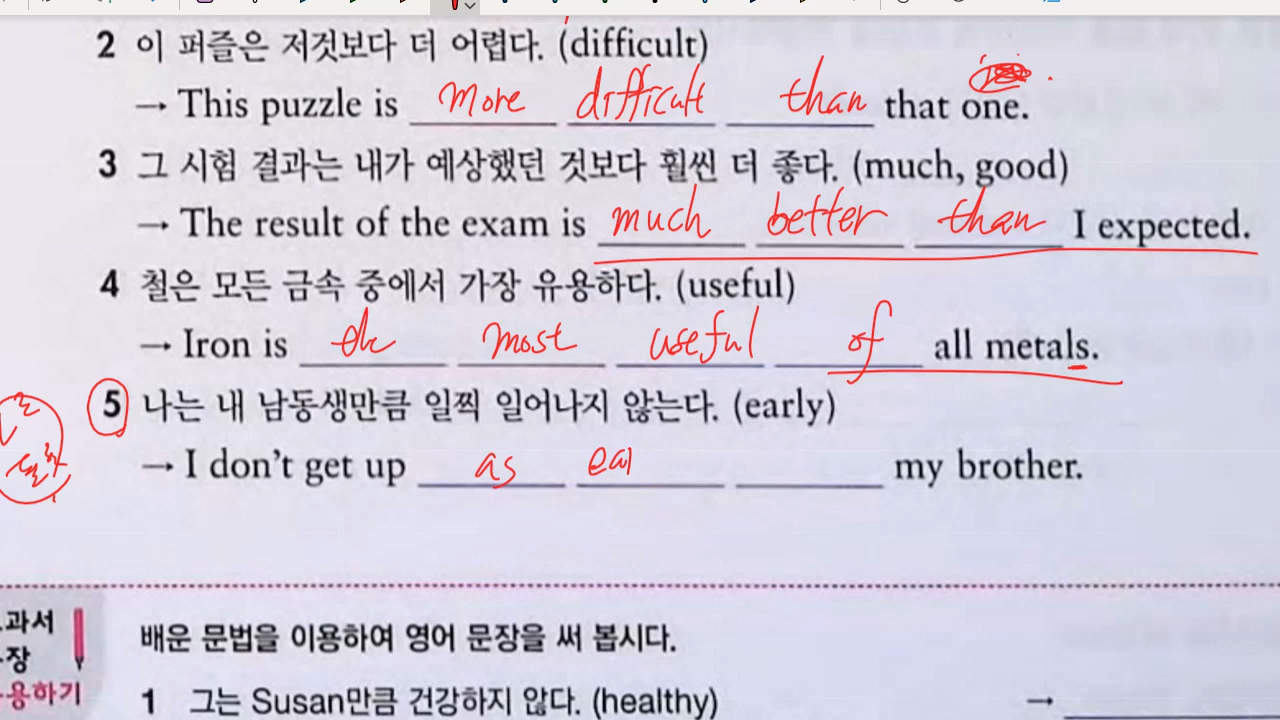 2 이 퍼즐은 저것보다 더 어렵다. (difficult)
→ This puzzle is more difficult than that one.
3 그 시험 결과는 내가 예상했던 것보다 훨씬 더 좋다. (much, good)
→ The result of the exam is much better than I expected.
4 철은 모든 금속 중에서 가장 유용하다. (useful)
→ Iron is the most useful of all metals.
5 나는 내 남동생만큼 일찍 일어나지 않는다. (early)
→ I don't get up as earl my brother.
과서
장
용하기
배운 문법을 이용하여 영어 문장을 써 봅시다.
1 그는 Susan만큼 건강하지 않다. (healthy) →